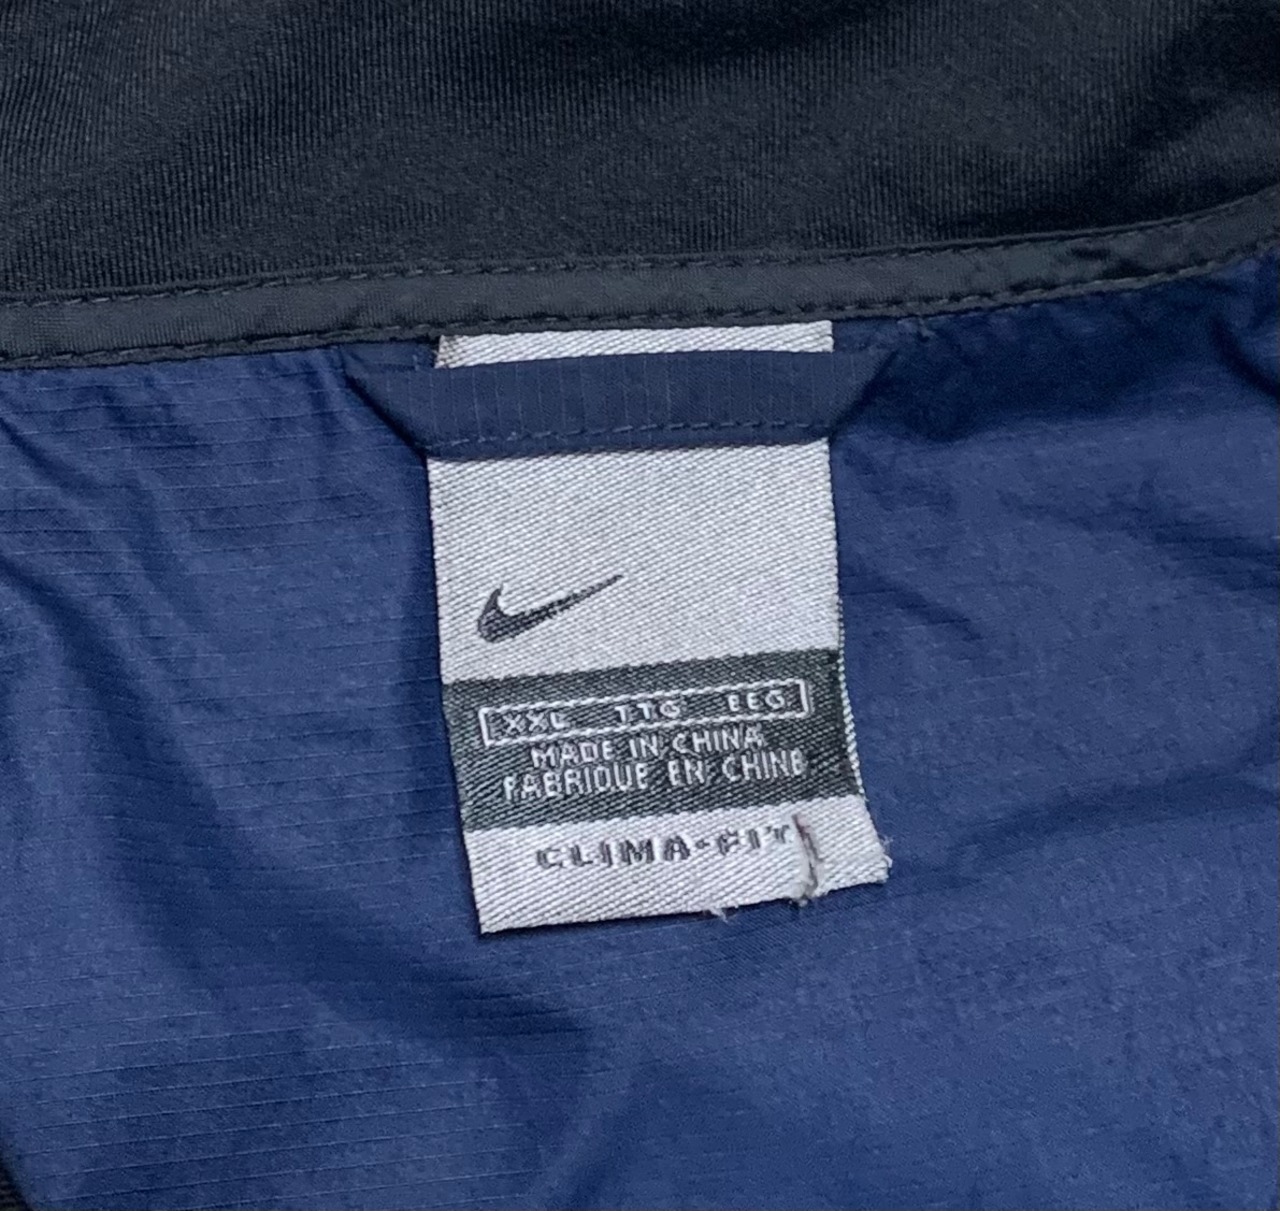 XXL TTG EEG
MADE IN CHINA
FABRIQUE EN CHINE
CLIMA-FIT